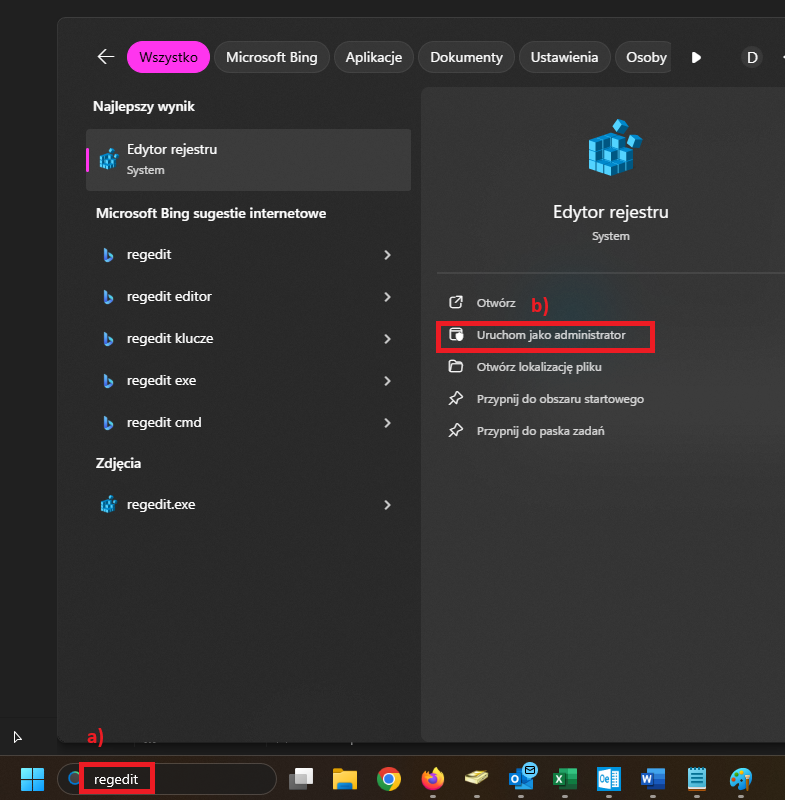 Wszystko
Microsoft Bing
Aplikacje
Dokumenty
Ustawienia
Osoby
D
Najlepszy wynik
Edytor rejestru
System
Microsoft Bing sugestie internetowe
regedit
regedit editor
regedit klucze
regedit exe
regedit cmd
Zdjęcia
regedit.exe
Edytor rejestru
System
Otwórz
b)
Uruchom jako administrator
Otwórz lokalizację pliku
Przypnij do obszaru startowego
Przypnij do paska zadań
a)
regedit